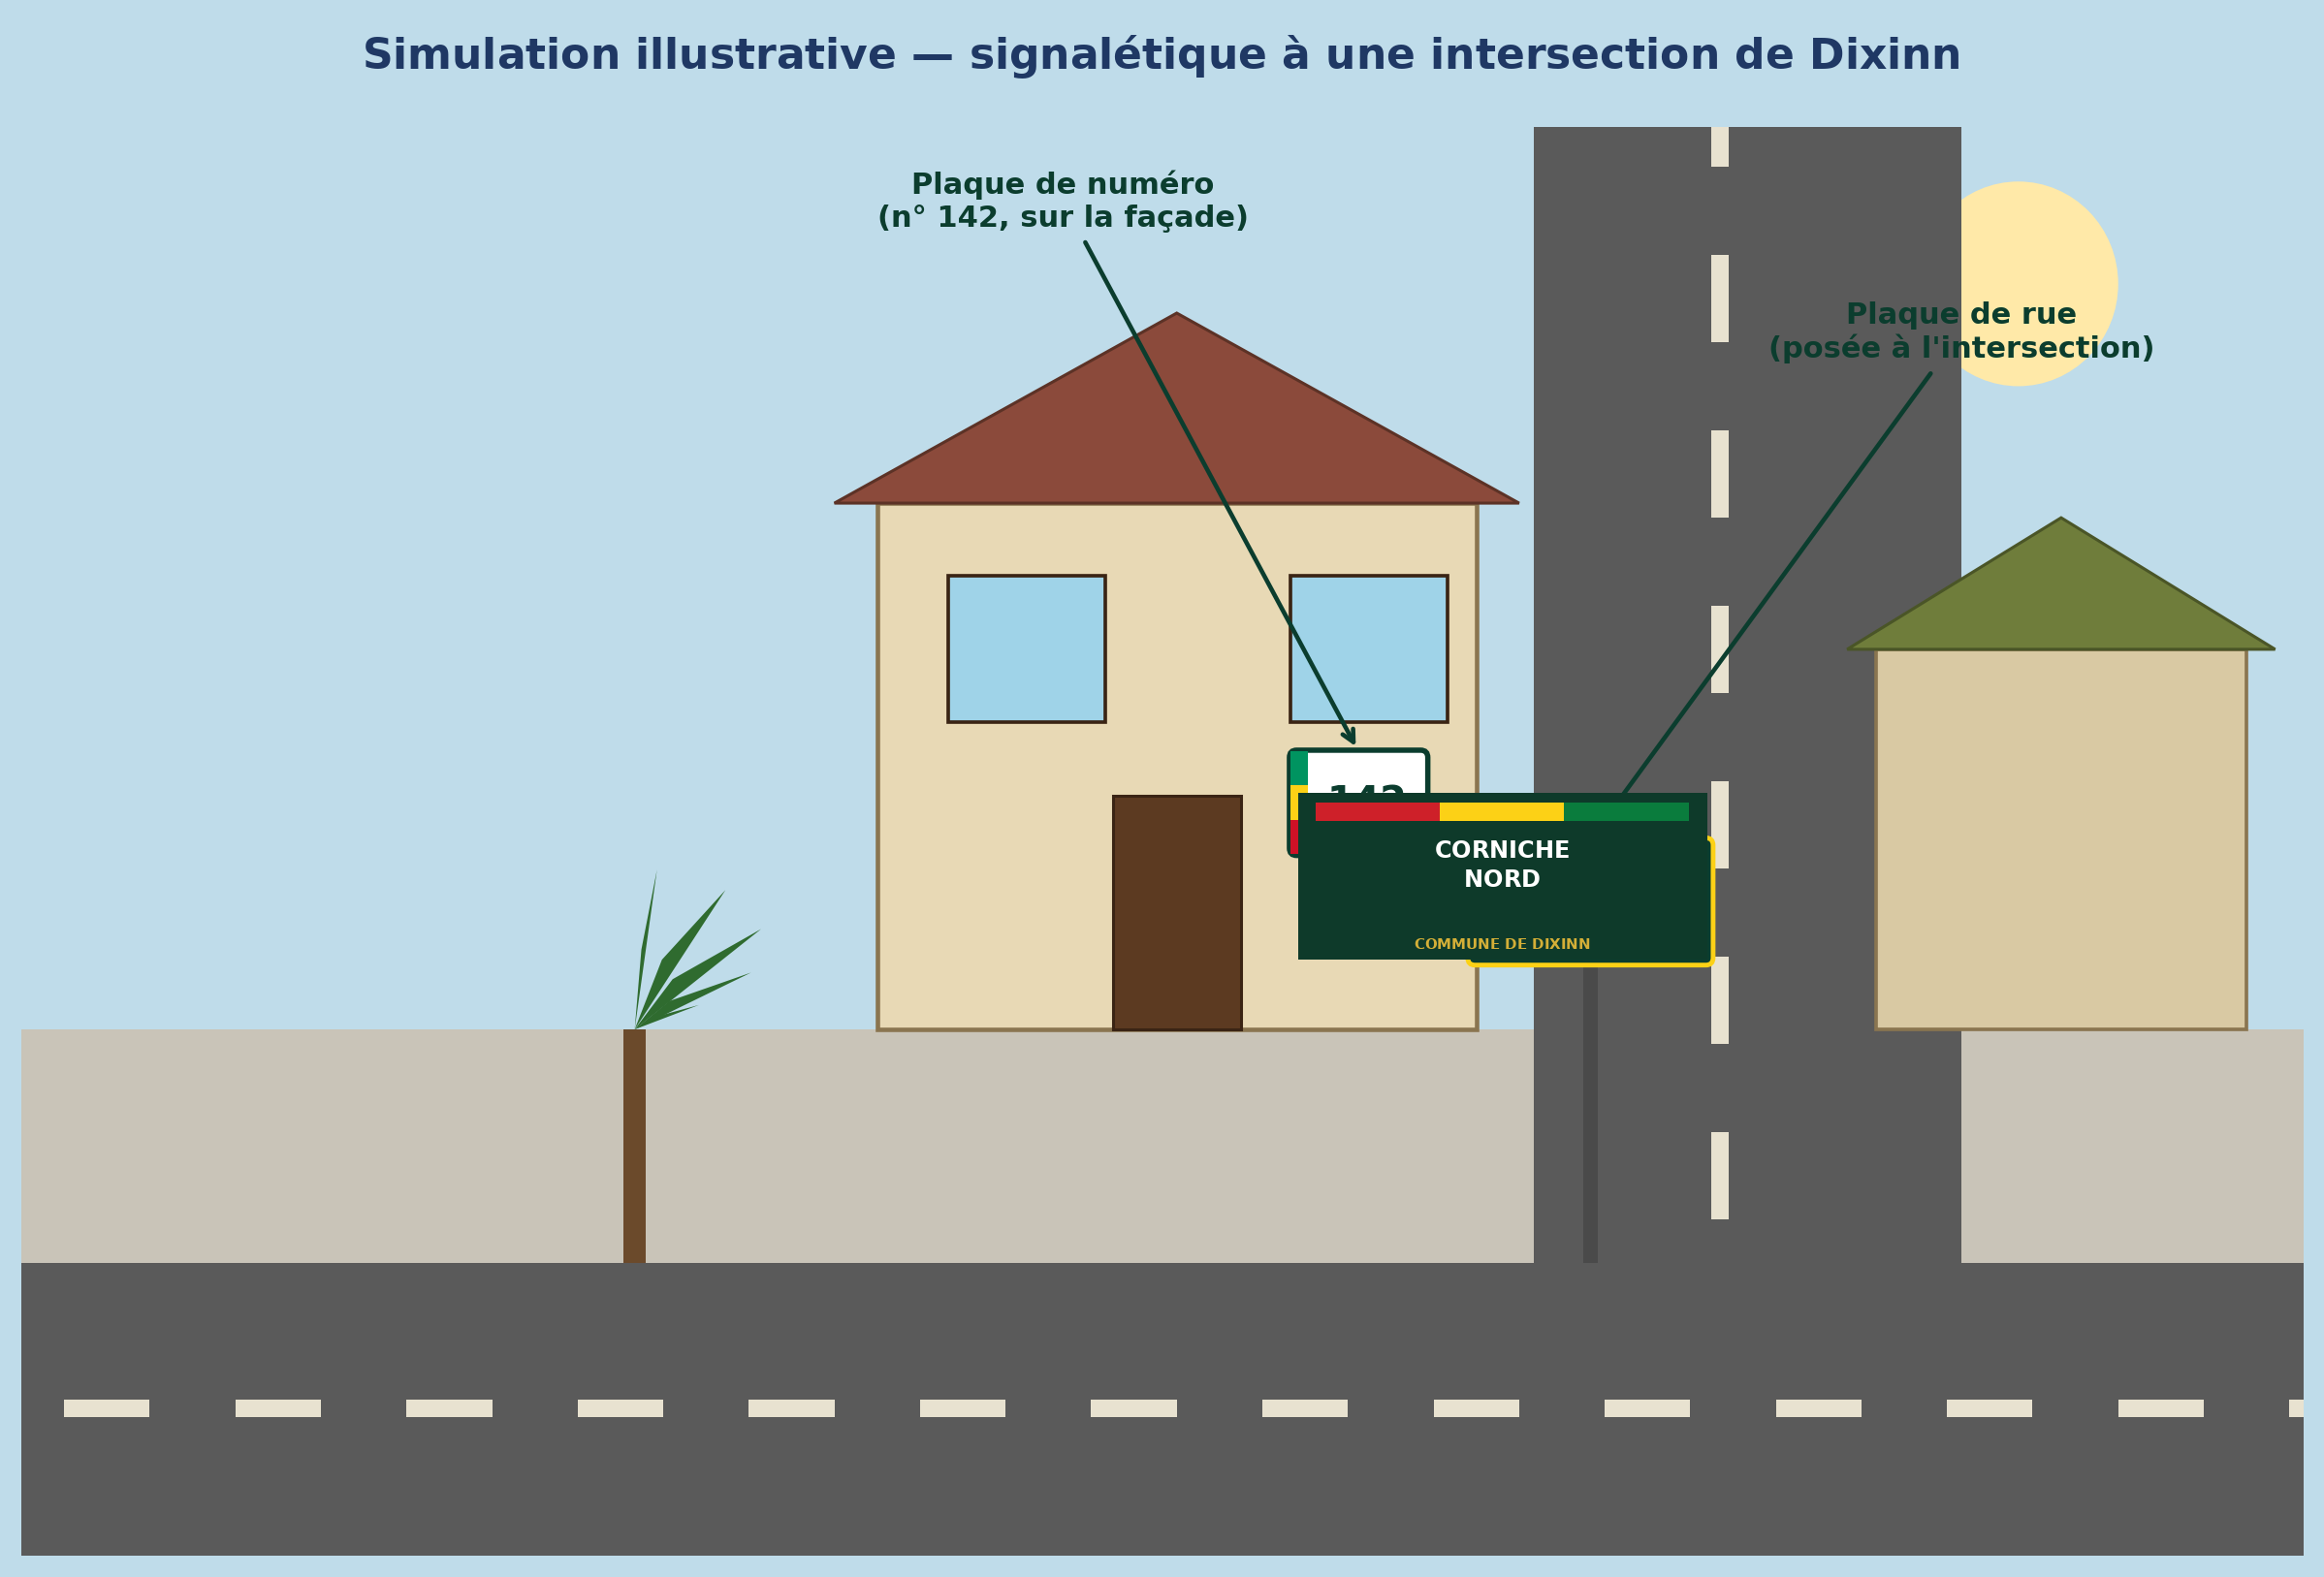 Simulation illustrative — signalétique à une intersection de Dixinn
Plaque de numéro
(n° 142, sur la façade)
Plaque de rue
(posée à l'intersection)
142
CORNICHE
NORD
COMMUNE DE DIXINN